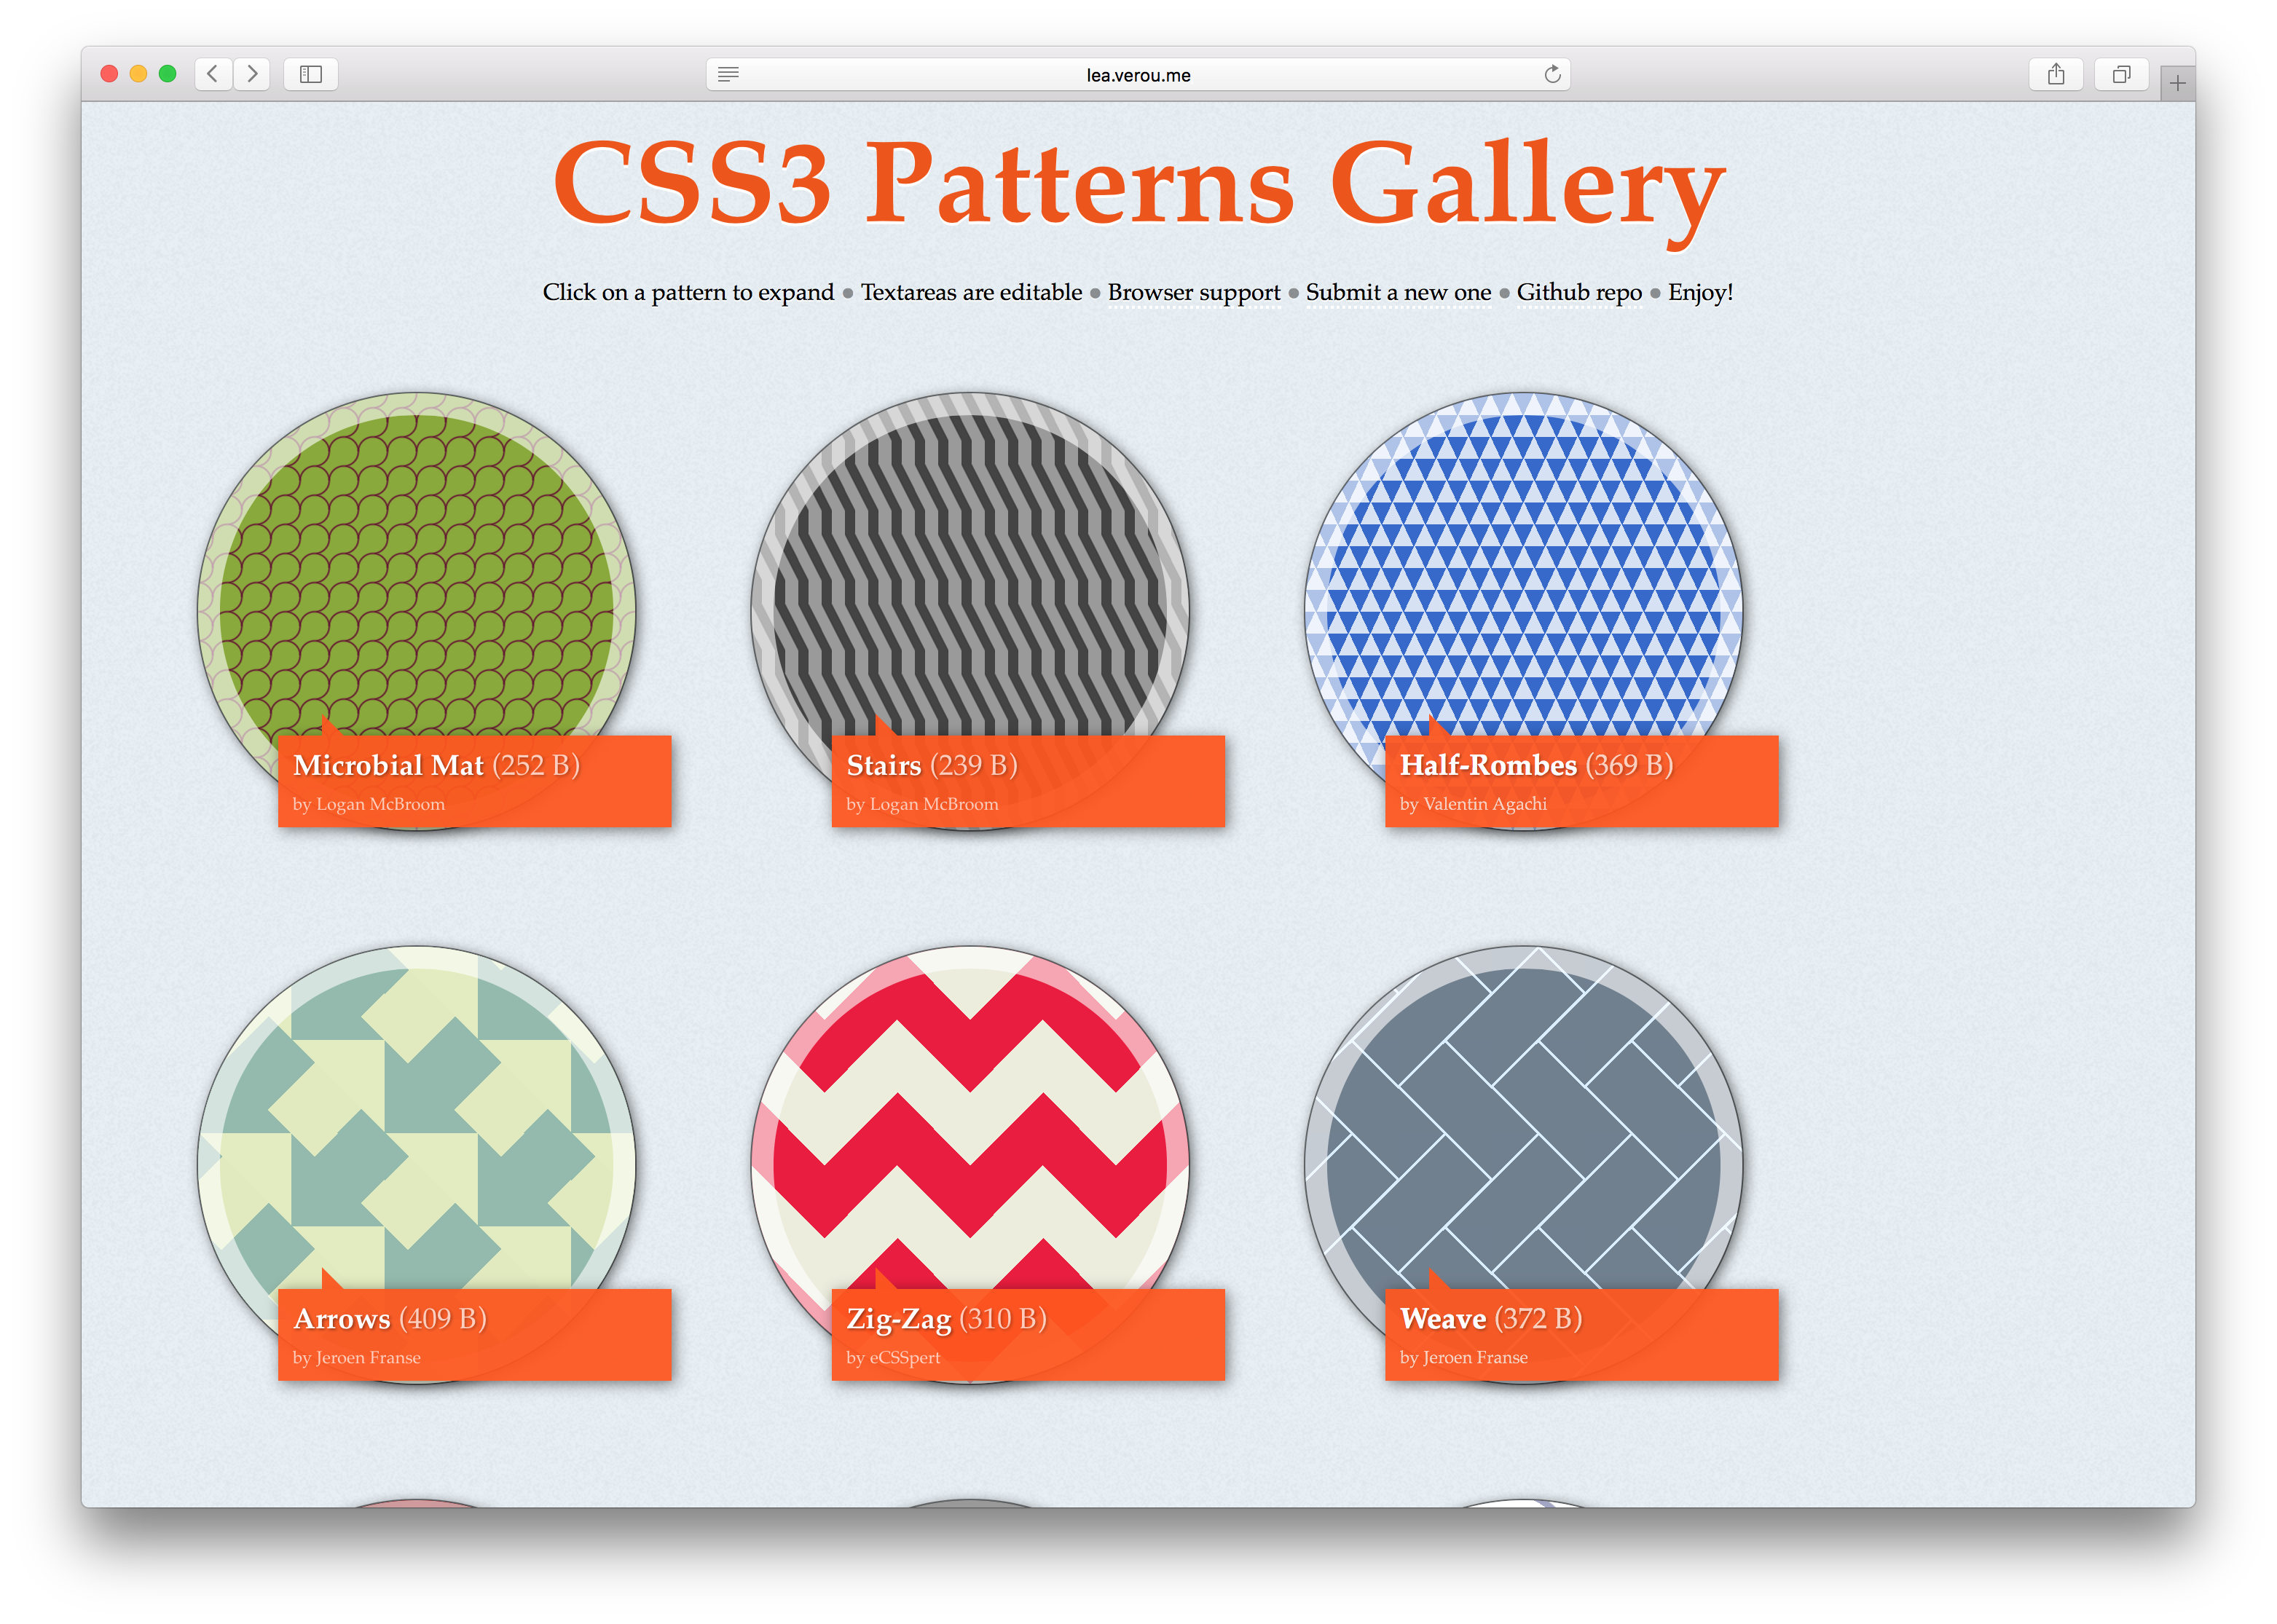 lea.verou.me
CSS3 Patterns Gallery
Click on a pattern to expand ● Textareas are editable ● Browser support ● Submit a new one ● Github repo ● Enjoy!
Microbial Mat (252 B)
by Logan McBroom
Stairs (239 B)
by Logan McBroom
Half-Rombes (369 B)
by Valentin Agachi
Arrows (409 B)
by Jeroen Franse
Zig-Zag (310 B)
by eCSSpert
Weave (372 B)
by Jeroen Franse